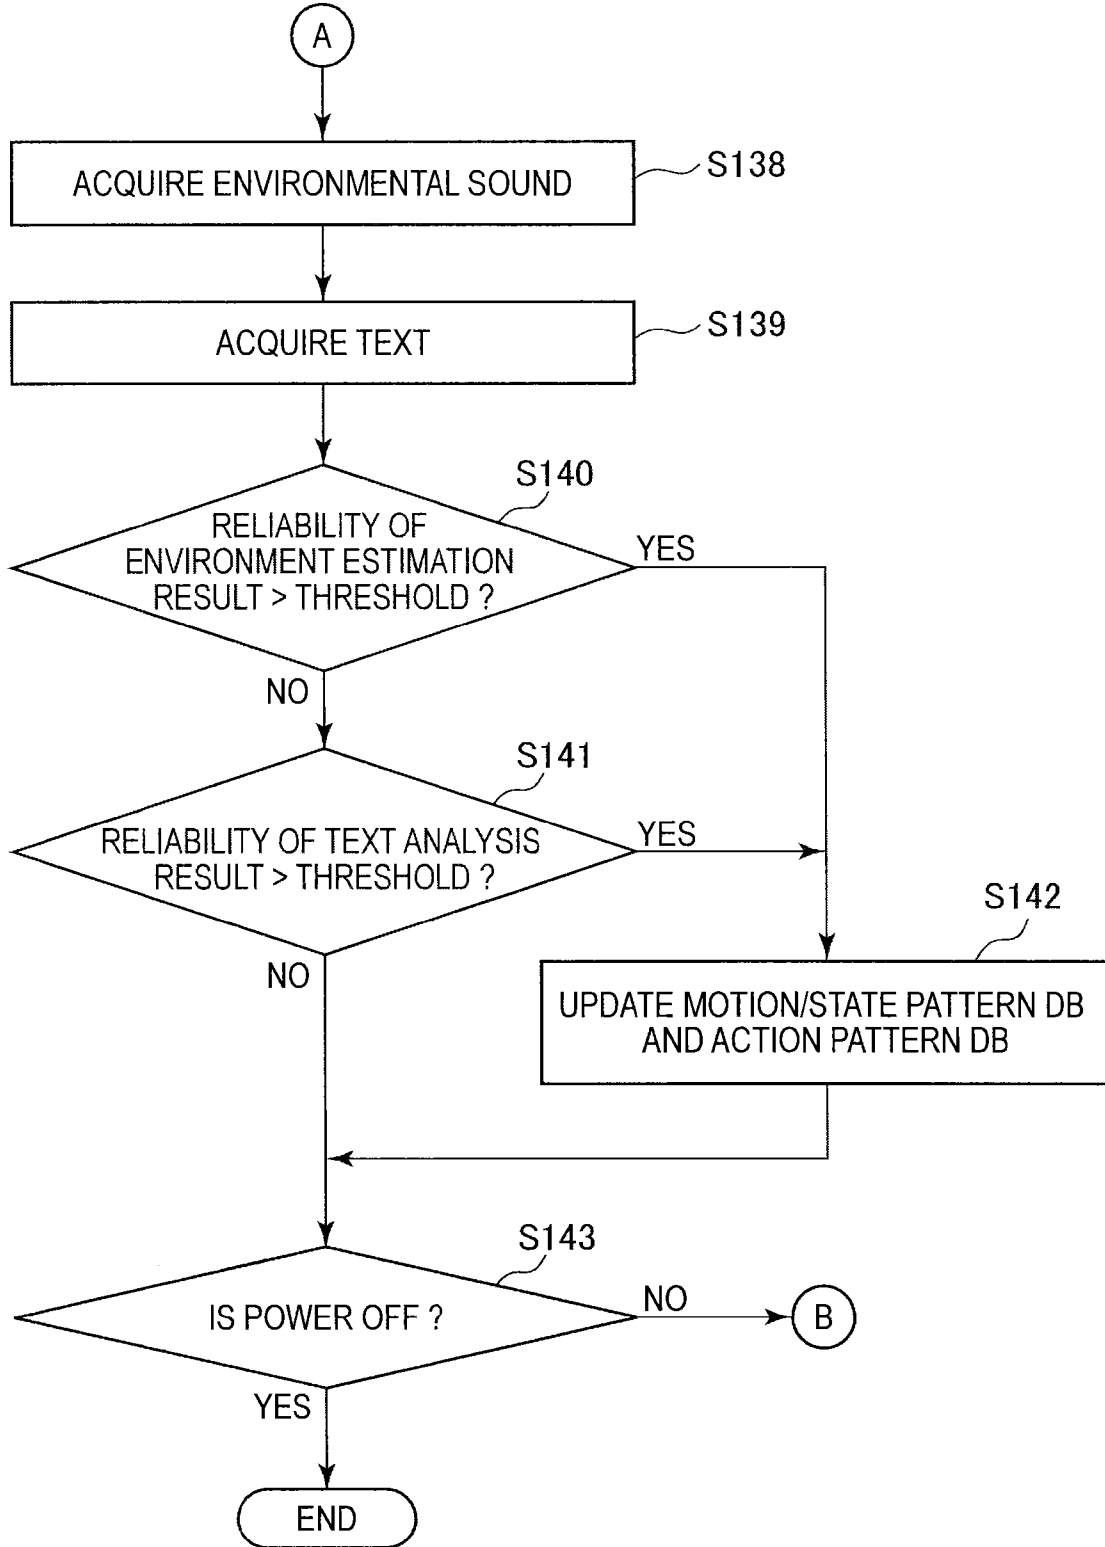 A
ACQUIRE ENVIRONMENTAL SOUND
S138
ACQUIRE TEXT
S139
S140
RELIABILITY OF
ENVIRONMENT ESTIMATION
RESULT > THRESHOLD ?
YES
NO
S141
RELIABILITY OF TEXT ANALYSIS
RESULT > THRESHOLD ?
YES
NO
S142
UPDATE MOTION/STATE PATTERN DB
AND ACTION PATTERN DB
S143
IS POWER OFF ?
NO
B
YES
END